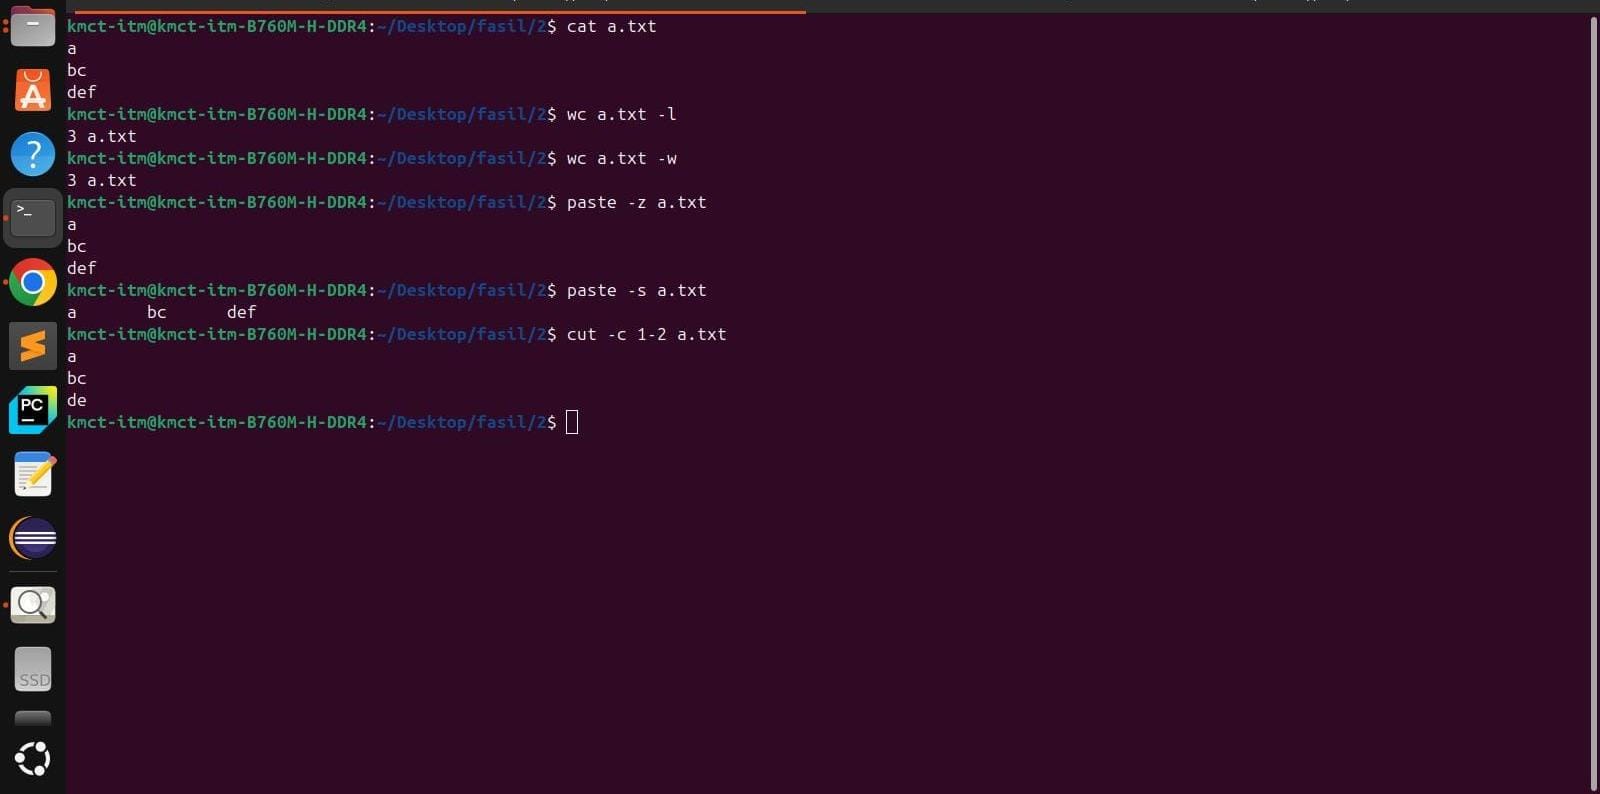 kmct-itm@kmct-itm-B760M-H-DDR4:~/Desktop/fasil/2$ cat a.txt
a
bc
def
kmct-itm@kmct-itm-B760M-H-DDR4:~/Desktop/fasil/2$ wc a.txt -l
3 a.txt
kmct-itm@kmct-itm-B760M-H-DDR4:~/Desktop/fasil/2$ wc a.txt -w
3 a.txt
kmct-itm@kmct-itm-B760M-H-DDR4:~/Desktop/fasil/2$ paste -z a.txt
a
bc
def
kmct-itm@kmct-itm-B760M-H-DDR4:~/Desktop/fasil/2$ paste -s a.txt
a       bc      def
kmct-itm@kmct-itm-B760M-H-DDR4:~/Desktop/fasil/2$ cut -c 1-2 a.txt
a
bc
de
kmct-itm@kmct-itm-B760M-H-DDR4:~/Desktop/fasil/2$
PC
SSD